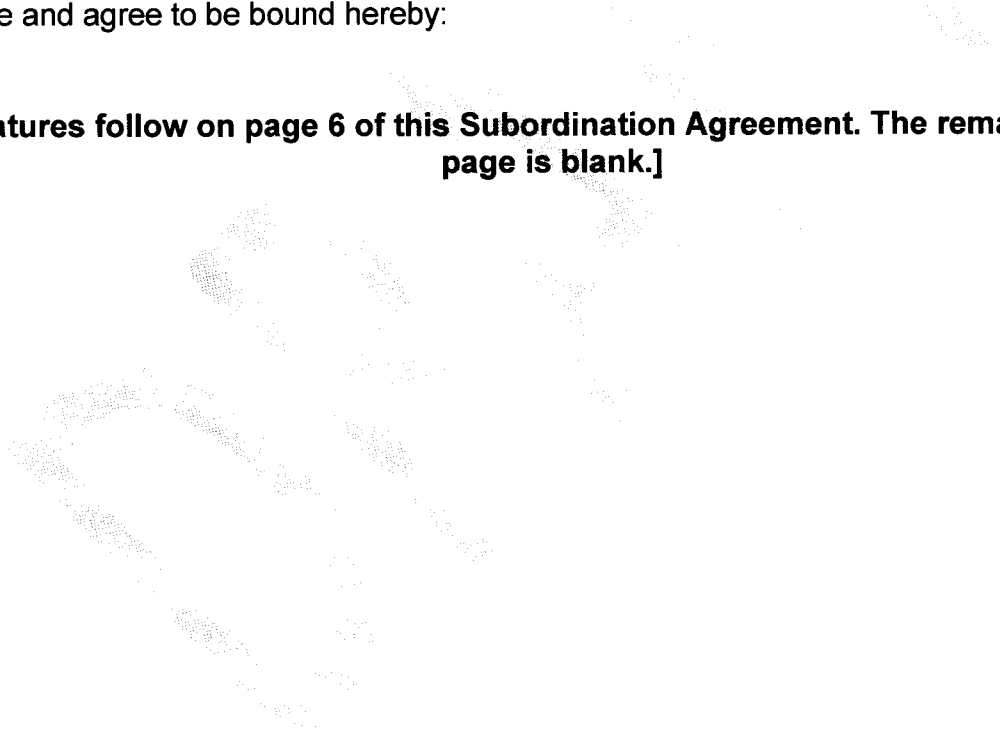 e and agree to be bound hereby:
atures follow on page 6 of this Subordination Agreement. The rema
page is blank.]